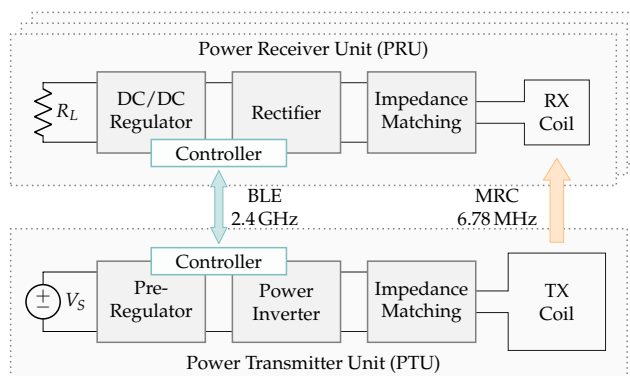 Power Receiver Unit (PRU)
R_L
DC/DC
Regulator
Rectifier
Impedance
Matching
RX
Coil
Controller
BLE
2.4 GHz
MRC
6.78 MHz
Controller
V_S
Pre-
Regulator
Power
Inverter
Impedance
Matching
TX
Coil
Power Transmitter Unit (PTU)